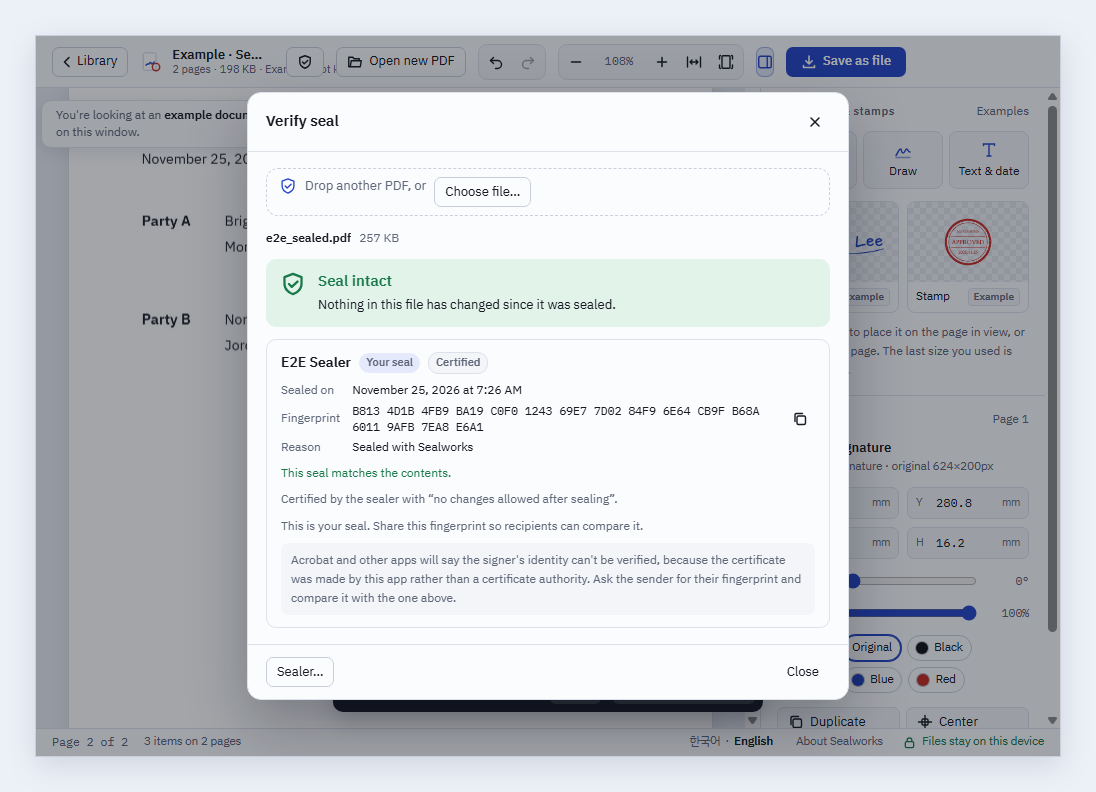 Library
Example · Se...
2 pages · 198 KB · Exam
Open new PDF
108%
Save as file
You're looking at an example docum
on this window.
November 25, 20
Party A
Brig
Mor
Party B
Nor
Jord
Verify seal
Drop another PDF, or
Choose file...
e2e_sealed.pdf 257 KB
Seal intact
Nothing in this file has changed since it was sealed.
E2E Sealer Your seal Certified
Sealed on November 25, 2026 at 7:26 AM
Fingerprint B813 4D1B 4FB9 BA19 C0F0 1243 69E7 7D02 84F9 6E64 CB9F B68A
6011 9AFB 7EA8 E6A1
Reason Sealed with Sealworks
This seal matches the contents.
Certified by the sealer with “no changes allowed after sealing”.
This is your seal. Share this fingerprint so recipients can compare it.
Acrobat and other apps will say the signer's identity can't be verified, because the certificate
was made by this app rather than a certificate authority. Ask the sender for their fingerprint and
compare it with the one above.
Sealer...
Close
stamps
Examples
Draw
Text & date
Lee
APPROVED
xample
Stamp
Example
to place it on the page in view, or
page. The last size you used is
Page 1
gnature
nature · original 624×200px
mm
Y 280.8 mm
mm
H 16.2 mm
0°
100%
Original
Black
Blue
Red
Duplicate
Center
Page 2 of 2
3 items on 2 pages
한국어 · English
About Sealworks
Files stay on this device